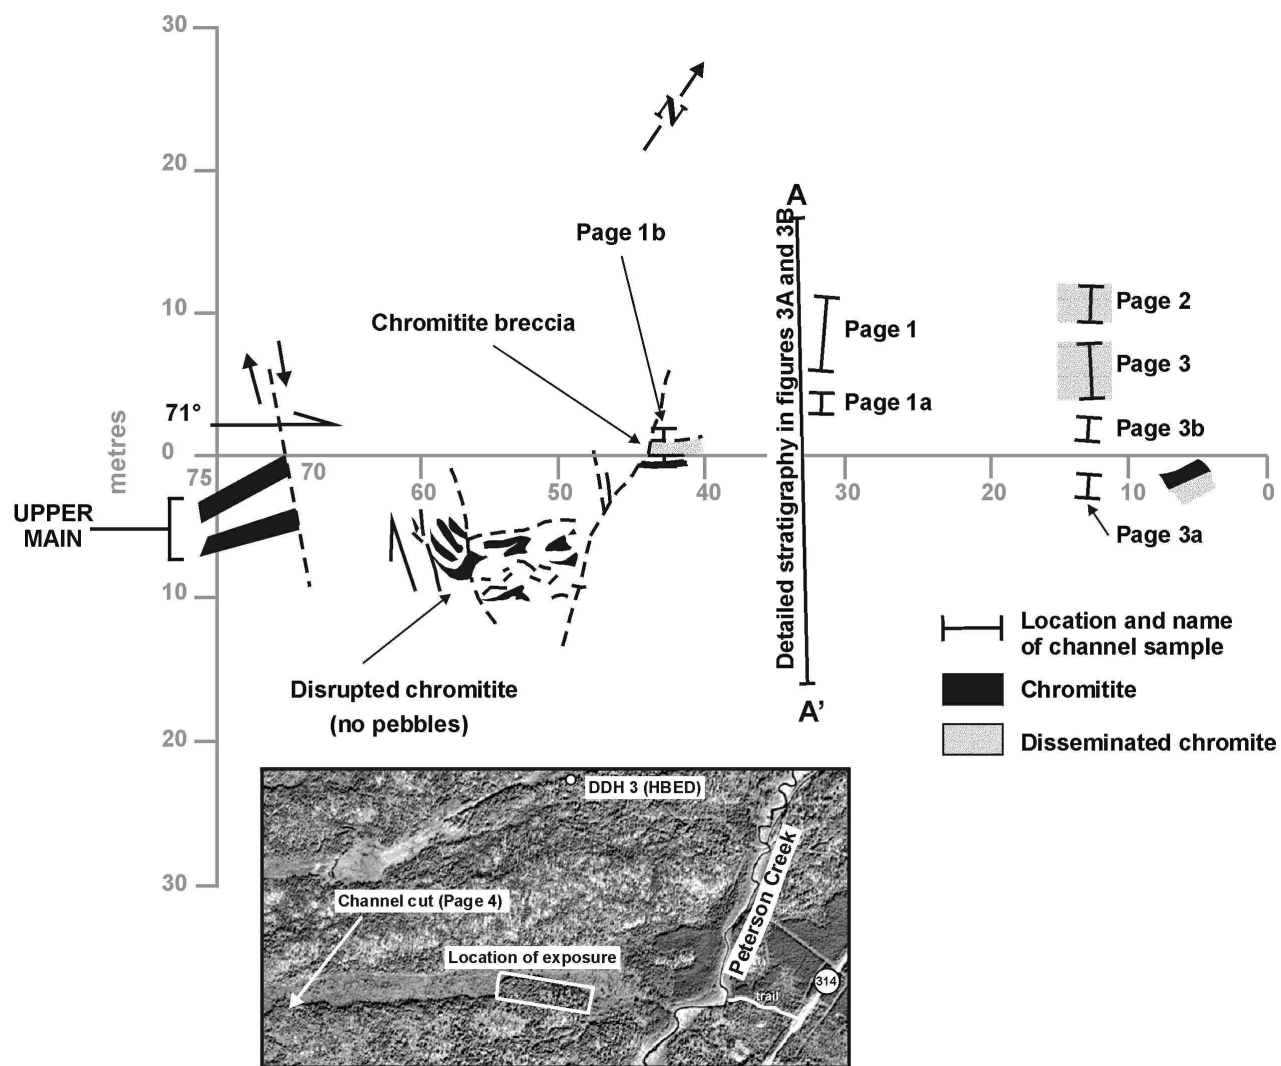 30
N
20
A
Page 1b
Detailed stratigraphy in figures 3A and 3B
10
Page 2
Chromitite breccia
Page 1
Page 3
71°
Page 1a
Page 3b
metres
0
75
70
60
50
40
30
20
10
0
UPPER
MAIN
Page 3a
10
Location and name
of channel sample
Disrupted chromitite
(no pebbles)
Chromitite
A’
20
Disseminated chromite
DDH 3 (HBED)
30
Channel cut (Page 4)
Peterson Creek
Location of exposure
314
trail